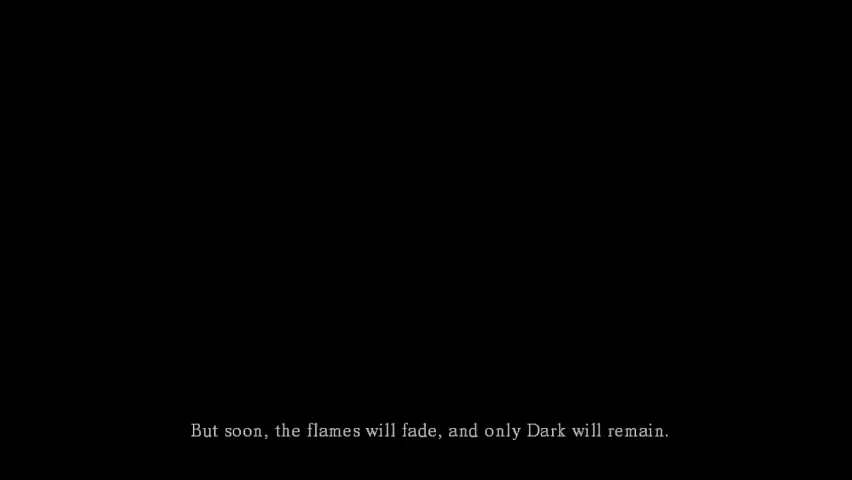 But soon, the flames will fade, and only Dark will remain.